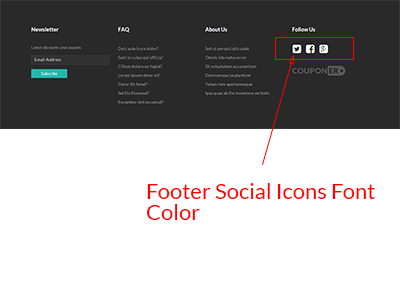 Newsletter
Latest discounts and coupons
Email Address
Subscribe
FAQ
Duis aute irure dolor?
Sunt in culpa qui officia?
Cillum dolore eu fugiat?
Lorem ipsum dolor?
Dolor Sit Amet?
Sed Do Eiusmod?
Excepteur sint occaecat?
About Us
Sed ut perspiciatis unde
Omnis iste natus error sit
Sit voluptatem accusantium
Doloremque laudantium
Totam rem aperiamesque
Ipsa quae ab illo inventore veritatis
Follow Us
COUPONER
Footer Social Icons Font
Color